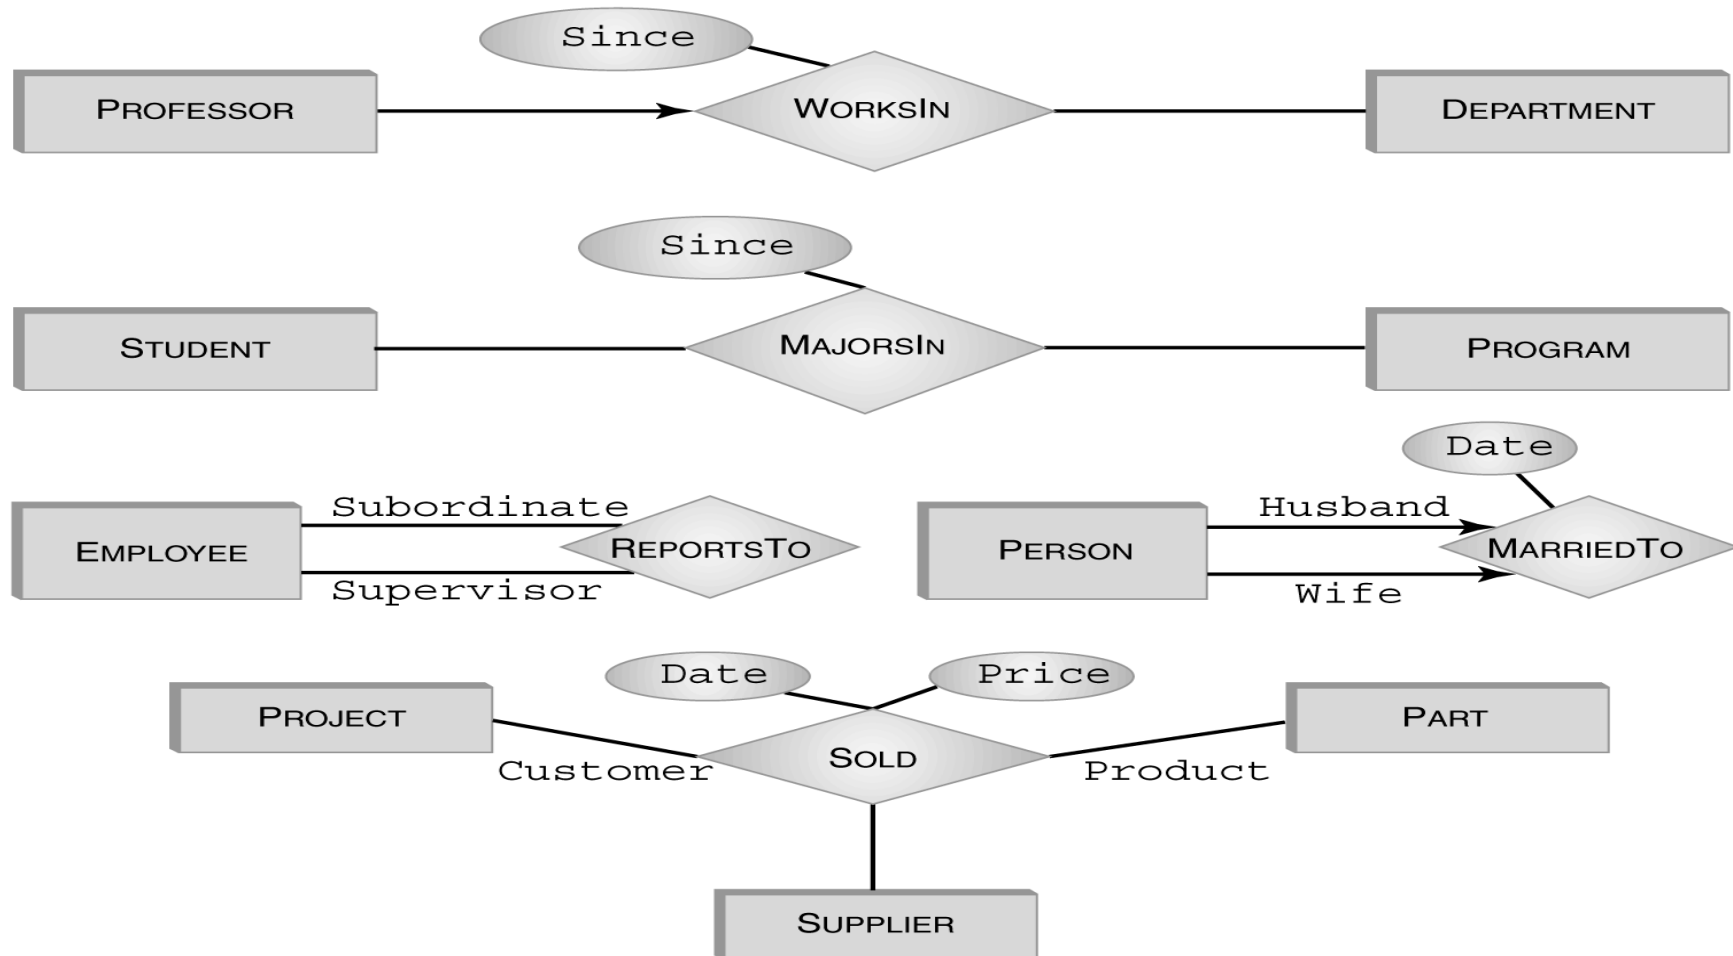 Since
PROFESSOR
WORKSIN
DEPARTMENT
Since
STUDENT
MAJORSIN
PROGRAM
Date
Subordinate
Husband
EMPLOYEE
REPORTSTO
PERSON
MARRIEDTO
Supervisor
Wife
Date
Price
PROJECT
PART
SOLD
Customer
Product
SUPPLIER